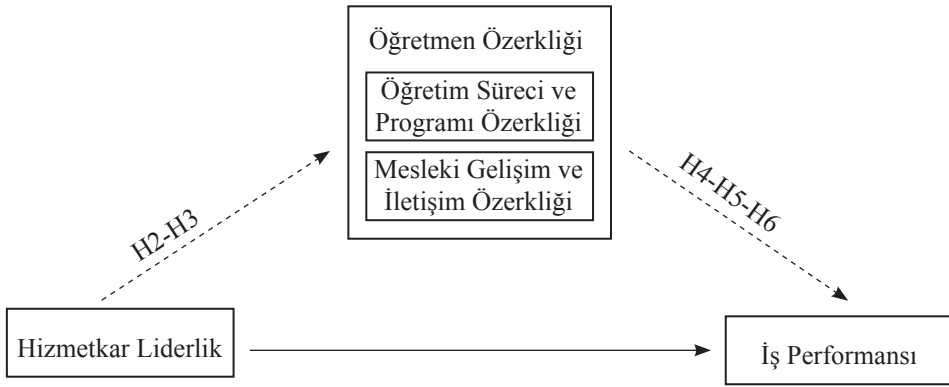 Öğretmen Özerkliği
Öğretim Süreci ve
Programı Özerkliği
Mesleki Gelişim ve
İletişim Özerkliği
H2-H3
H4-H5-H6
Hizmetkar Liderlik
İş Performansı